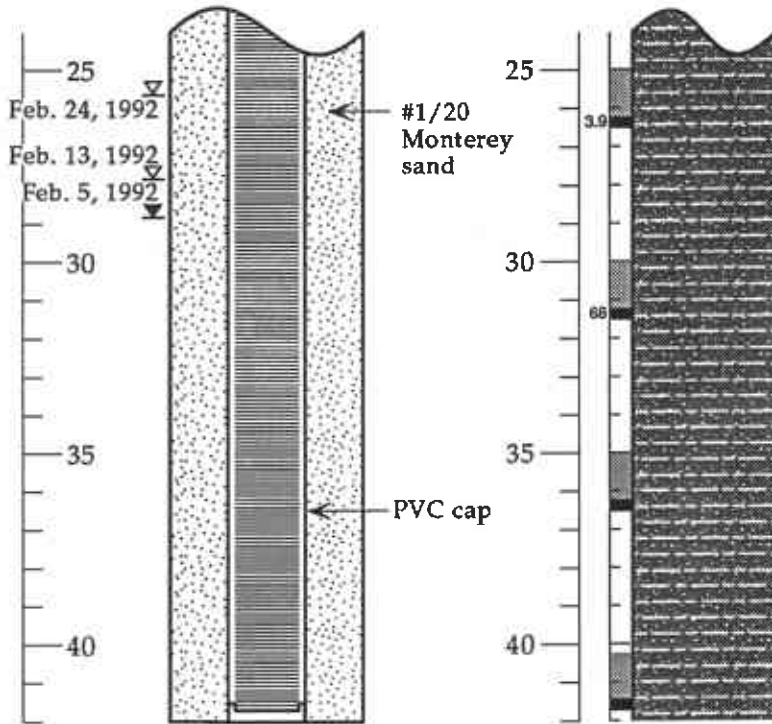 25
Feb. 24, 1992
Feb. 13, 1992
Feb. 5, 1992
30
35
40
#1/20
Monterey
sand
PVC cap
25
3.9
30
68
35
40